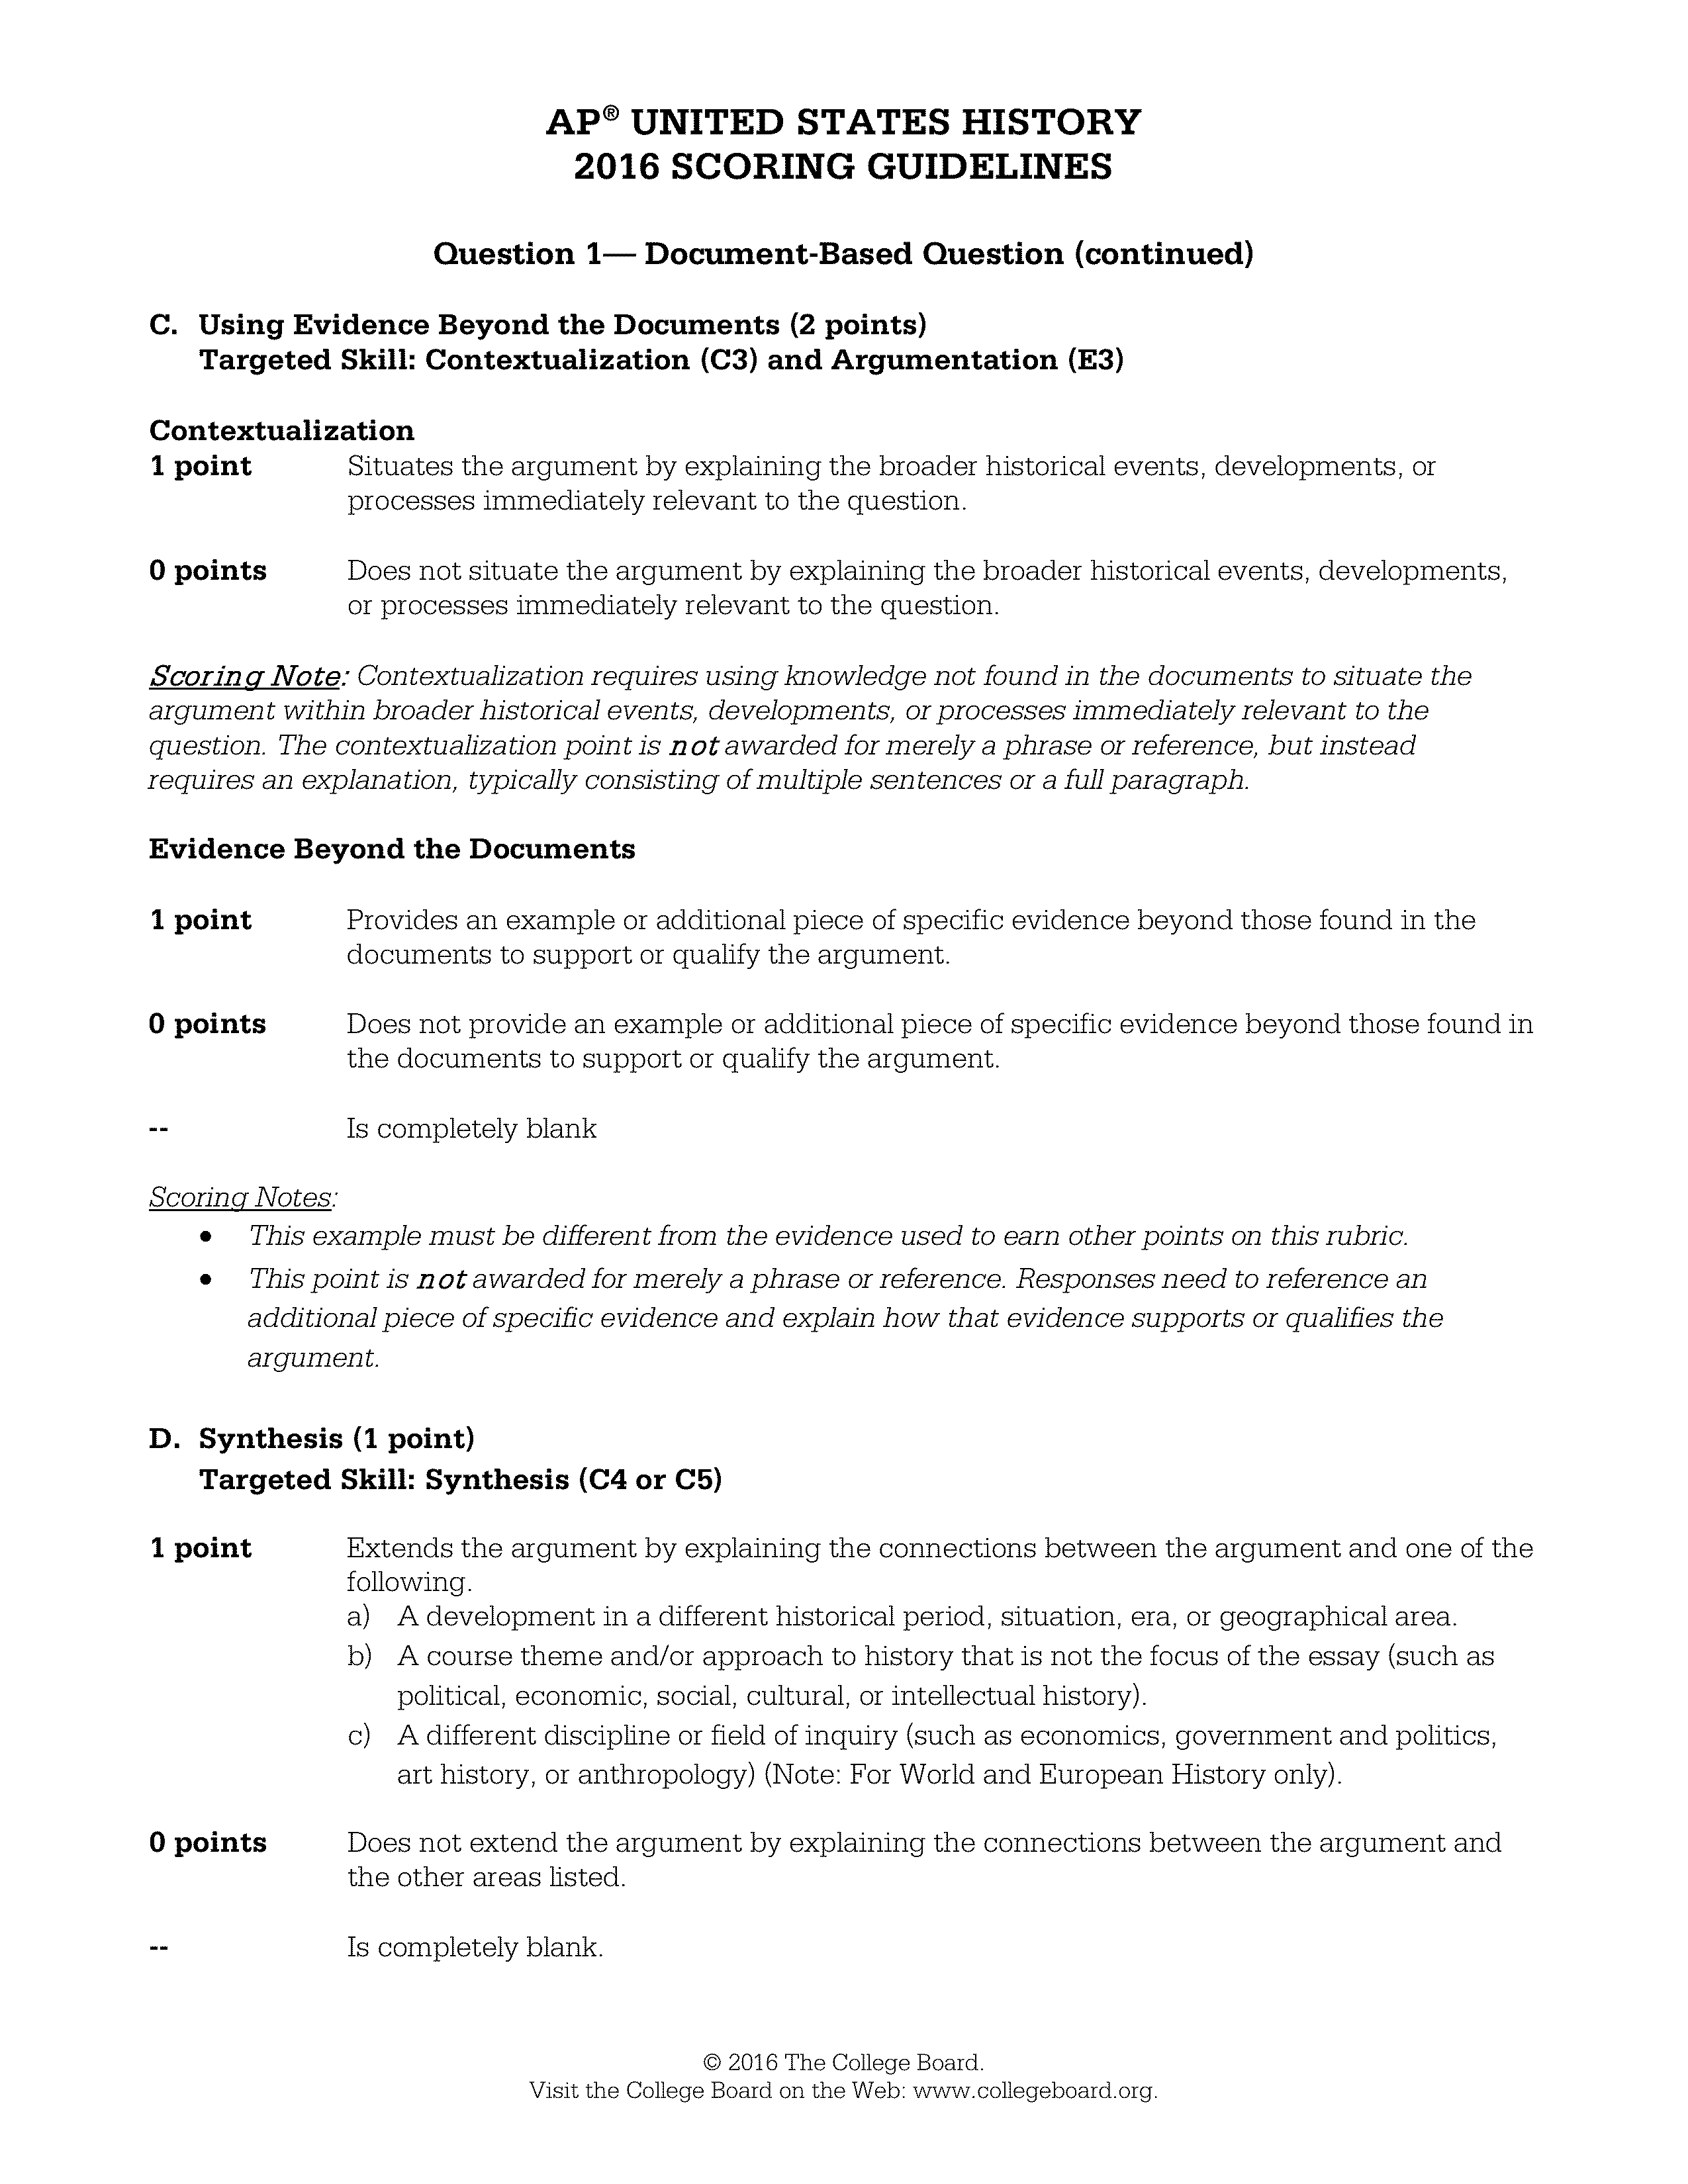 AP® UNITED STATES HISTORY
2016 SCORING GUIDELINES
Question 1— Document-Based Question (continued)
C. Using Evidence Beyond the Documents (2 points)
Targeted Skill: Contextualization (C3) and Argumentation (E3)
Contextualization
1 point Situates the argument by explaining the broader historical events, developments, or
processes immediately relevant to the question.
0 points Does not situate the argument by explaining the broader historical events, developments,
or processes immediately relevant to the question.
Scoring Note: Contextualization requires using knowledge not found in the documents to situate the
argument within broader historical events, developments, or processes immediately relevant to the
question. The contextualization point is not awarded for merely a phrase or reference, but instead
requires an explanation, typically consisting of multiple sentences or a full paragraph.
Evidence Beyond the Documents
1 point Provides an example or additional piece of specific evidence beyond those found in the
documents to support or qualify the argument.
0 points Does not provide an example or additional piece of specific evidence beyond those found in
the documents to support or qualify the argument.
-- Is completely blank
Scoring Notes:
• This example must be different from the evidence used to earn other points on this rubric.
• This point is not awarded for merely a phrase or reference. Responses need to reference an
additional piece of specific evidence and explain how that evidence supports or qualifies the
argument.
D. Synthesis (1 point)
Targeted Skill: Synthesis (C4 or C5)
1 point Extends the argument by explaining the connections between the argument and one of the
following.
a) A development in a different historical period, situation, era, or geographical area.
b) A course theme and/or approach to history that is not the focus of the essay (such as
political, economic, social, cultural, or intellectual history).
c) A different discipline or field of inquiry (such as economics, government and politics,
art history, or anthropology) (Note: For World and European History only).
0 points Does not extend the argument by explaining the connections between the argument and
the other areas listed.
-- Is completely blank.
© 2016 The College Board.
Visit the College Board on the Web: www.collegeboard.org.